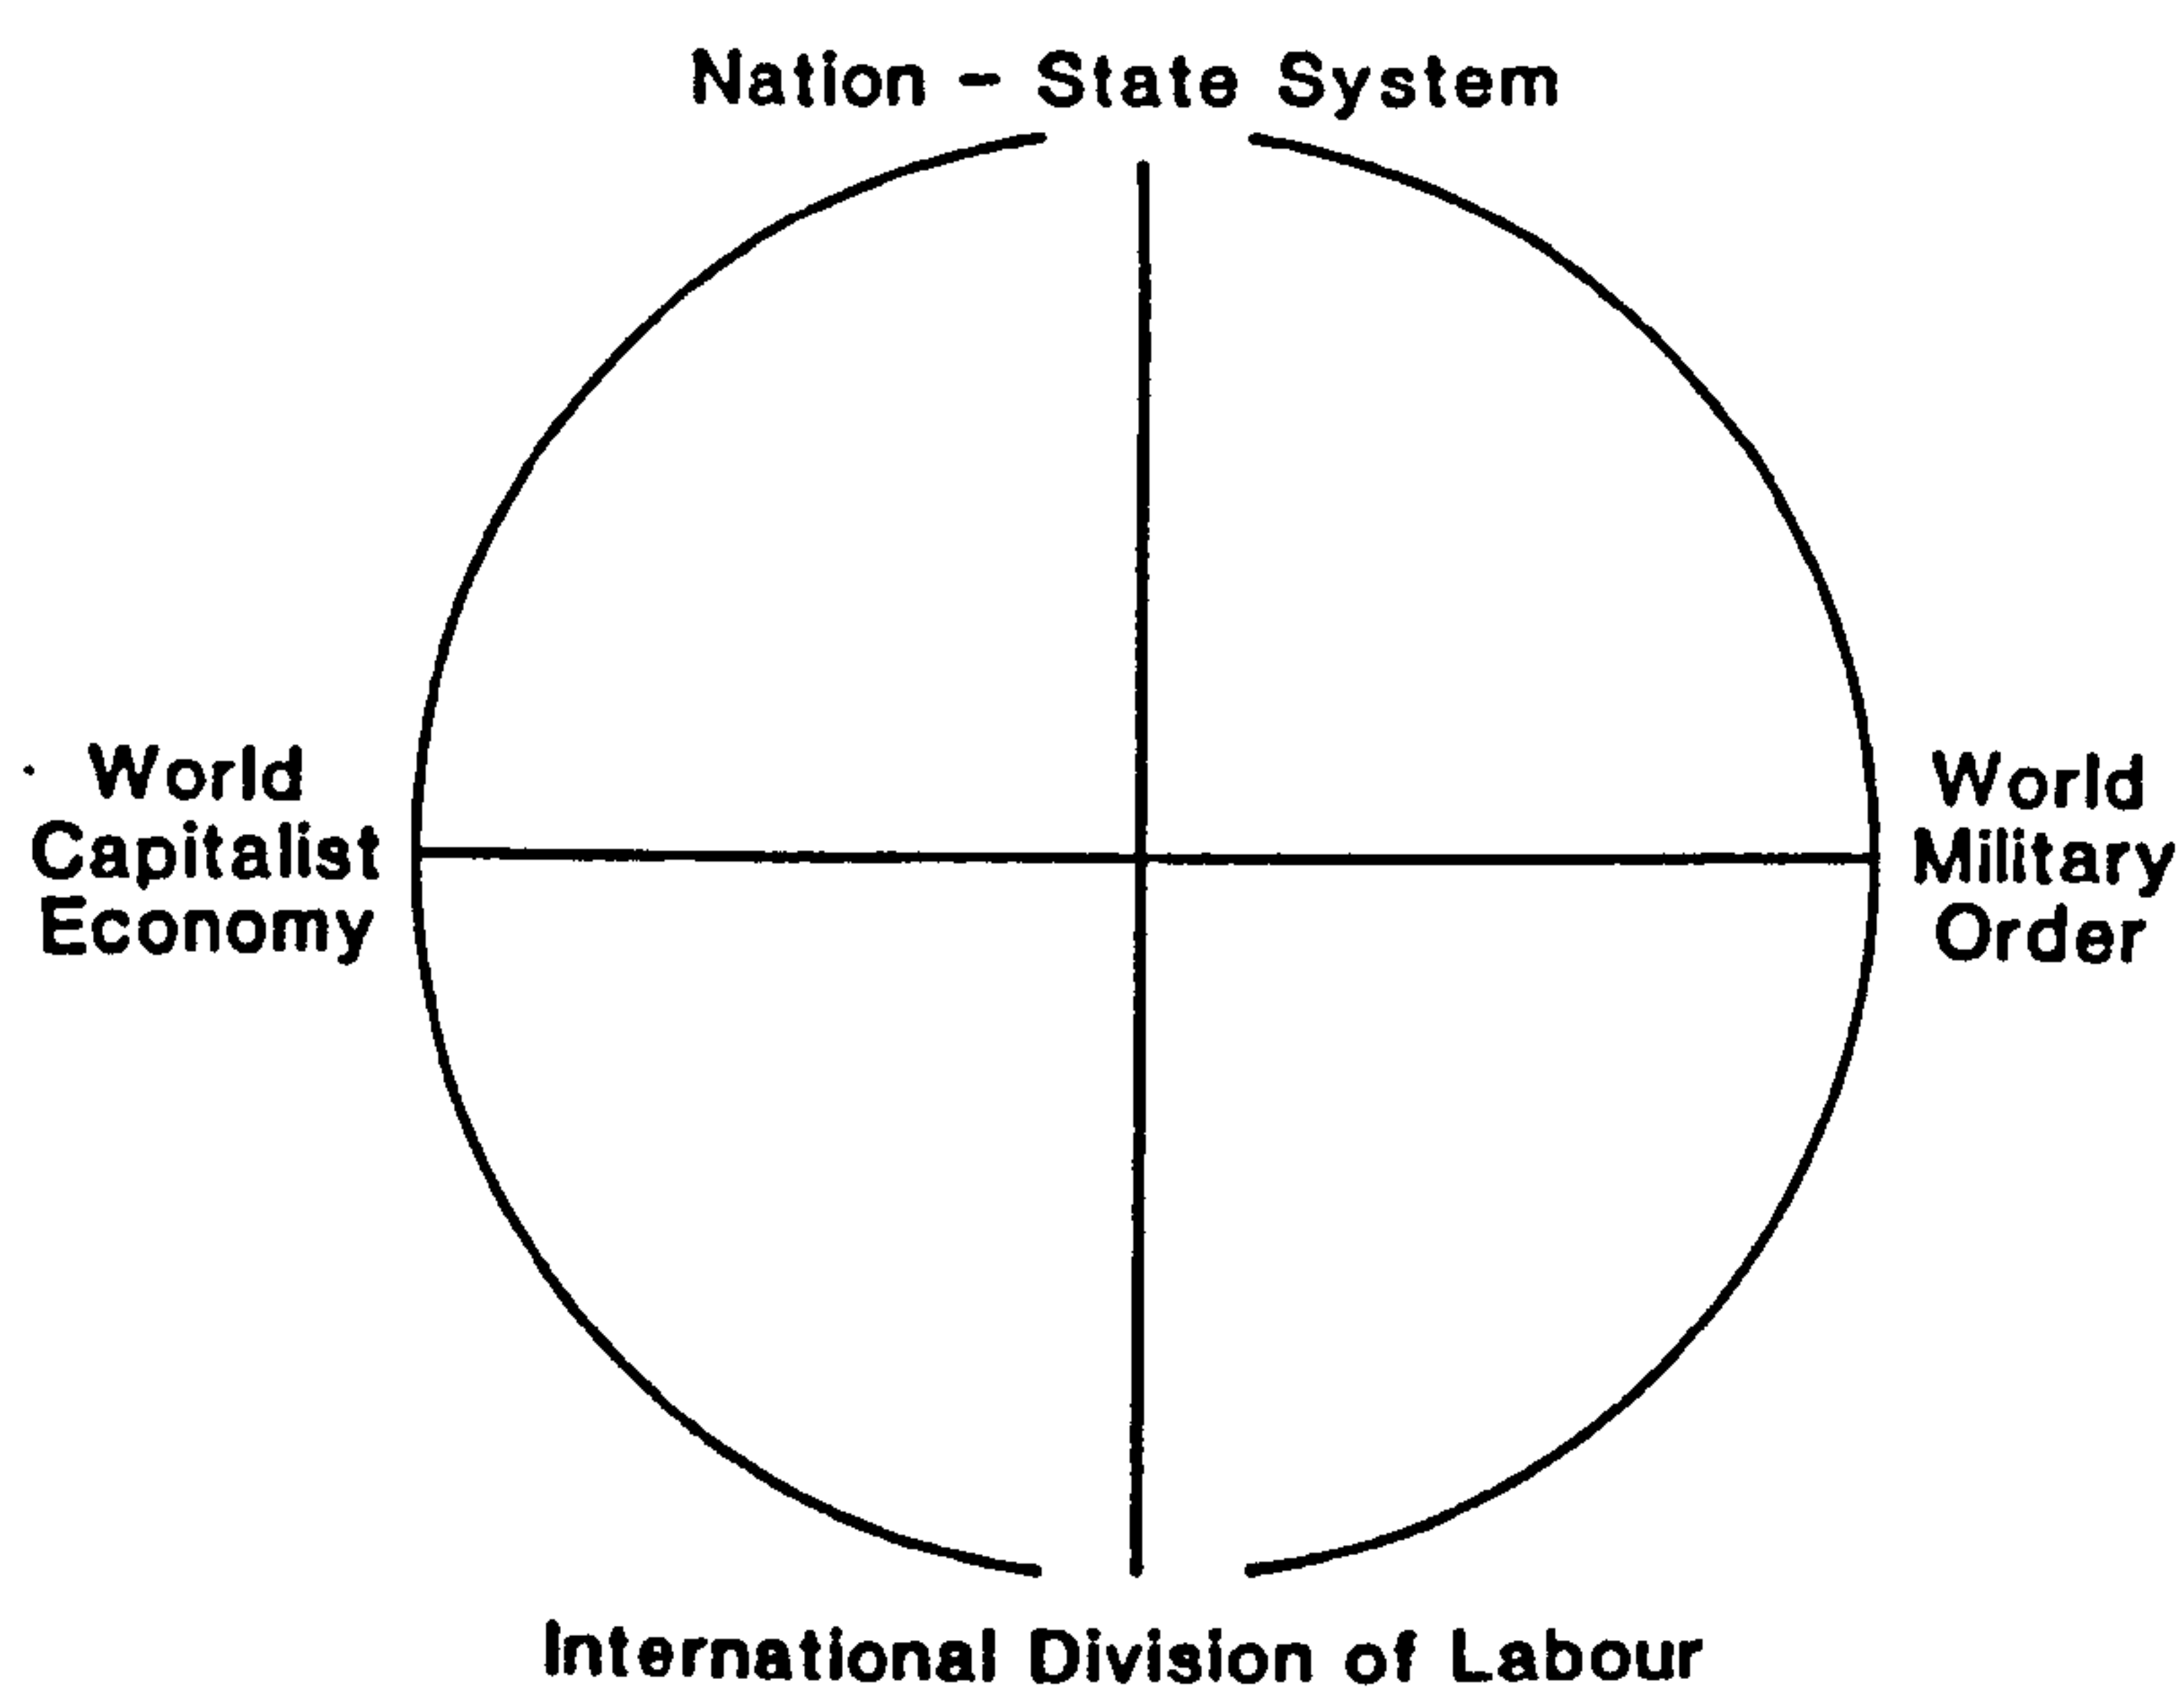 Nation - State System
World
Capitalist
Economy
World
Military
Order
International Division of Labour